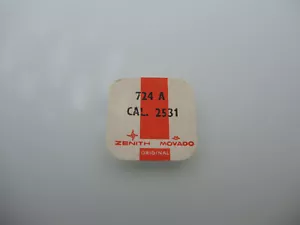 724 A
CAL. 2531
ZENITH MOVADO
ORIGINAL